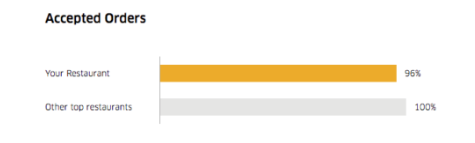 Accepted Orders
Your Restaurant 96%
Other top restaurants 100%